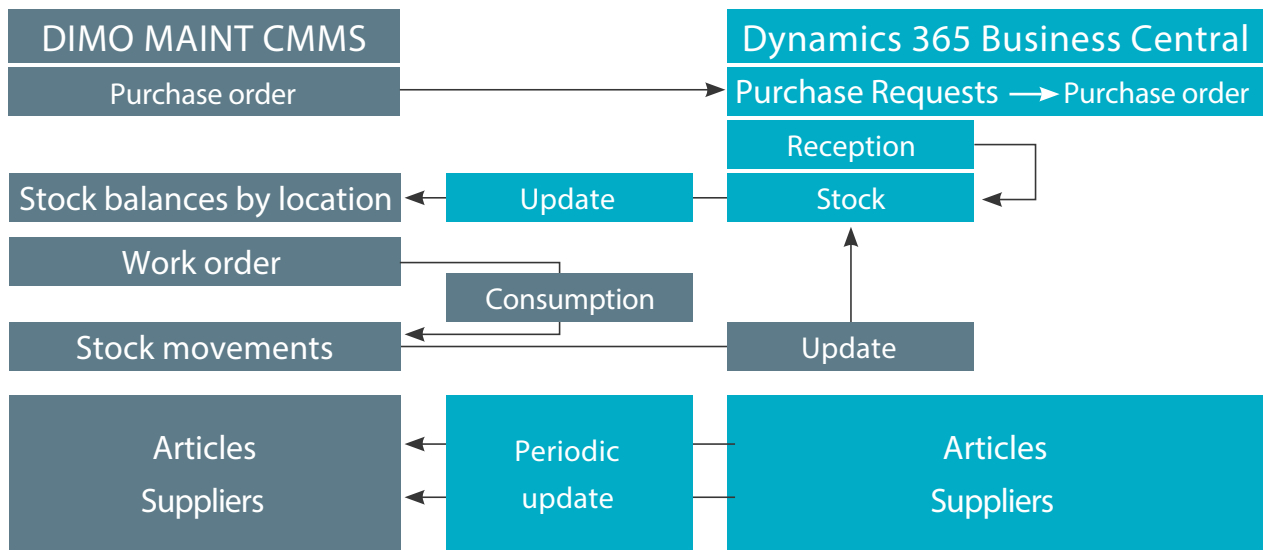 DIMO MAINT CMMS
Dynamics 365 Business Central
Purchase order
Purchase Requests
Purchase order
Reception
Stock balances by location
Update
Stock
Work order
Consumption
Stock movements
Update
Articles
Suppliers
Periodic
update
Articles
Suppliers